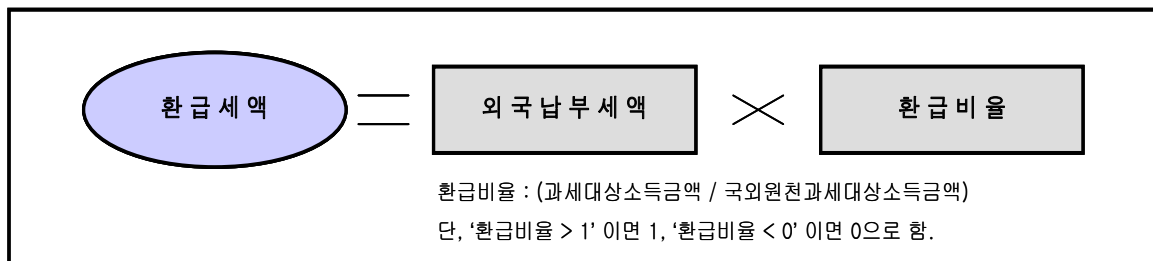 환 급 세 액 = 외 국 납 부 세 액 × 환 급 비 율
환급비율 : (과세대상소득금액 / 국외원천과세대상소득금액)
단, ‘환급비율 > 1’ 이면 1, ‘환급비율 < 0’ 이면 0으로 함.